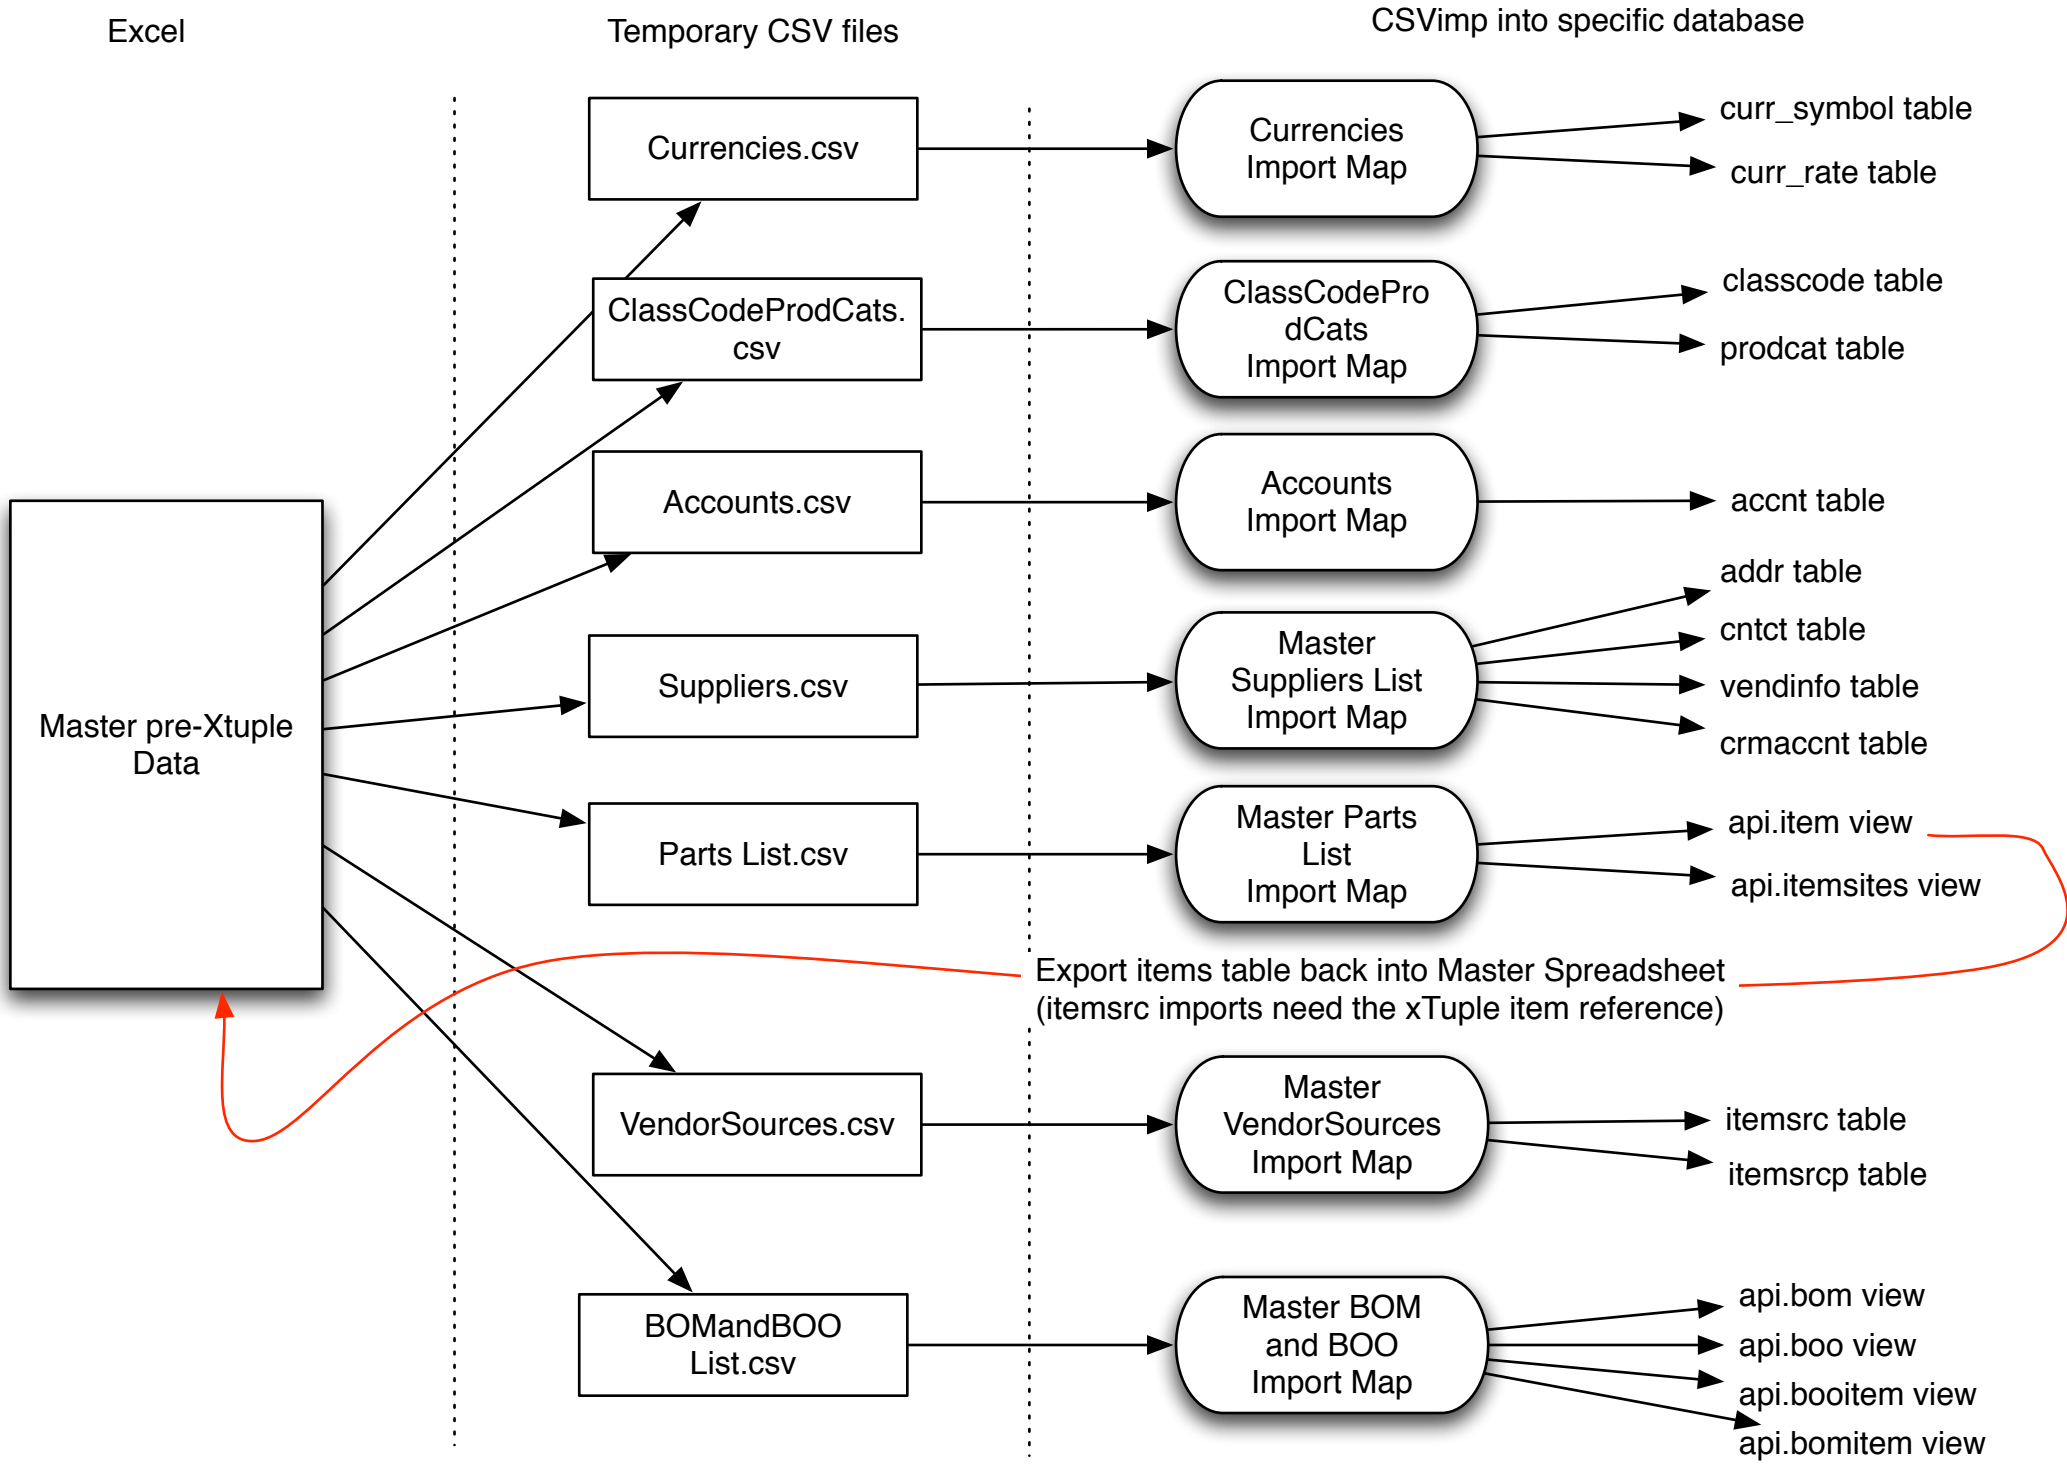 Excel
Temporary CSV files
CSVimp into specific database
Currencies.csv
Currencies
Import Map
curr_symbol table
curr_rate table
ClassCodeProdCats.
csv
ClassCodePro
dCats
Import Map
classcode table
prodcat table
Accounts.csv
Accounts
Import Map
accnt table
Master pre-Xtuple
Data
Suppliers.csv
Master
Suppliers List
Import Map
addr table
cntct table
vendinfo table
crmaccnt table
Parts List.csv
Master Parts
List
Import Map
api.item view
api.itemsites view
Export items table back into Master Spreadsheet
(itemsrc imports need the xTuple item reference)
VendorSources.csv
Master
VendorSources
Import Map
itemsrc table
itemsrcp table
BOMandBOO
List.csv
Master BOM
and BOO
Import Map
api.bom view
api.boo view
api.booitem view
api.bomitem view